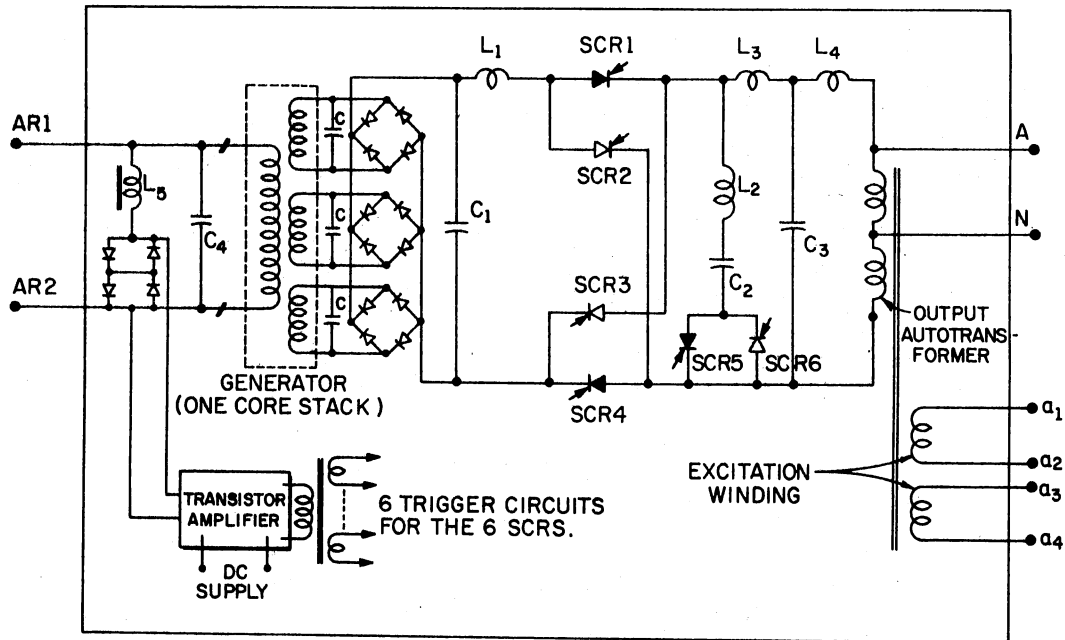 L1
SCR1
L3
L4
AR1
C
A
SCR2
L5
L2
C4
C
C1
C3
N
AR2
SCR3
C2
C
OUTPUT
AUTOTRANS-
FORMER
SCR5
SCR6
GENERATOR
(ONE CORE STACK)
SCR4
a1
EXCITATION
WINDING
a2
a3
TRANSISTOR
AMPLIFIER
6 TRIGGER CIRCUITS
FOR THE 6 SCRS.
a4
DC
SUPPLY